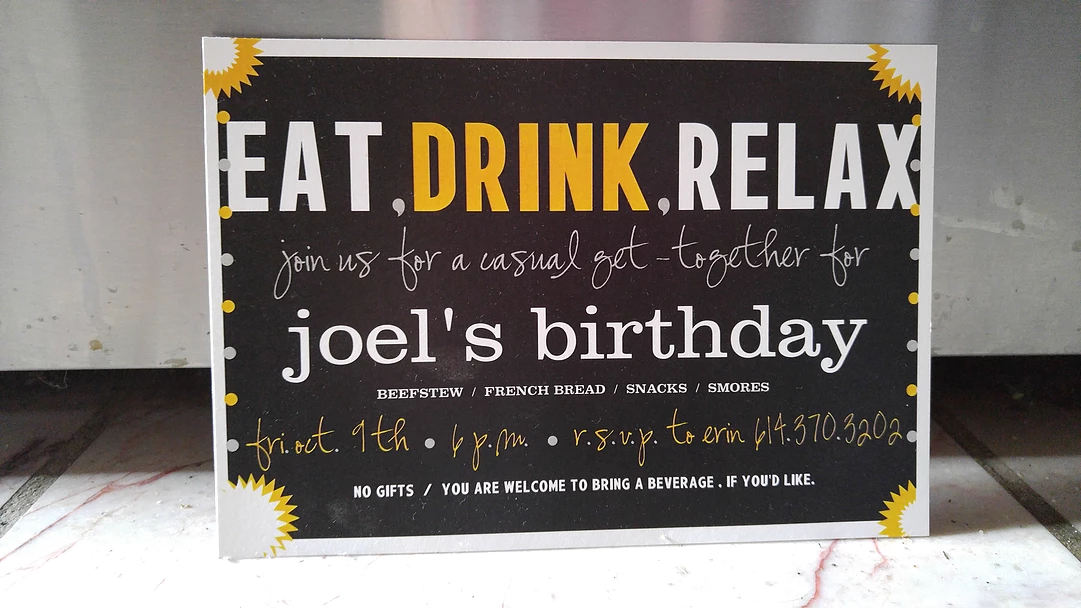 EAT, DRINK, RELAX
join us for a casual get-together for
joel's birthday
BEEFSTEW / FRENCH BREAD / SNACKS / SMORES
fri. oct. 9th • 6 p.m. • r.s.v.p. to erin 614.370.3202
NO GIFTS / YOU ARE WELCOME TO BRING A BEVERAGE, IF YOU'D LIKE.